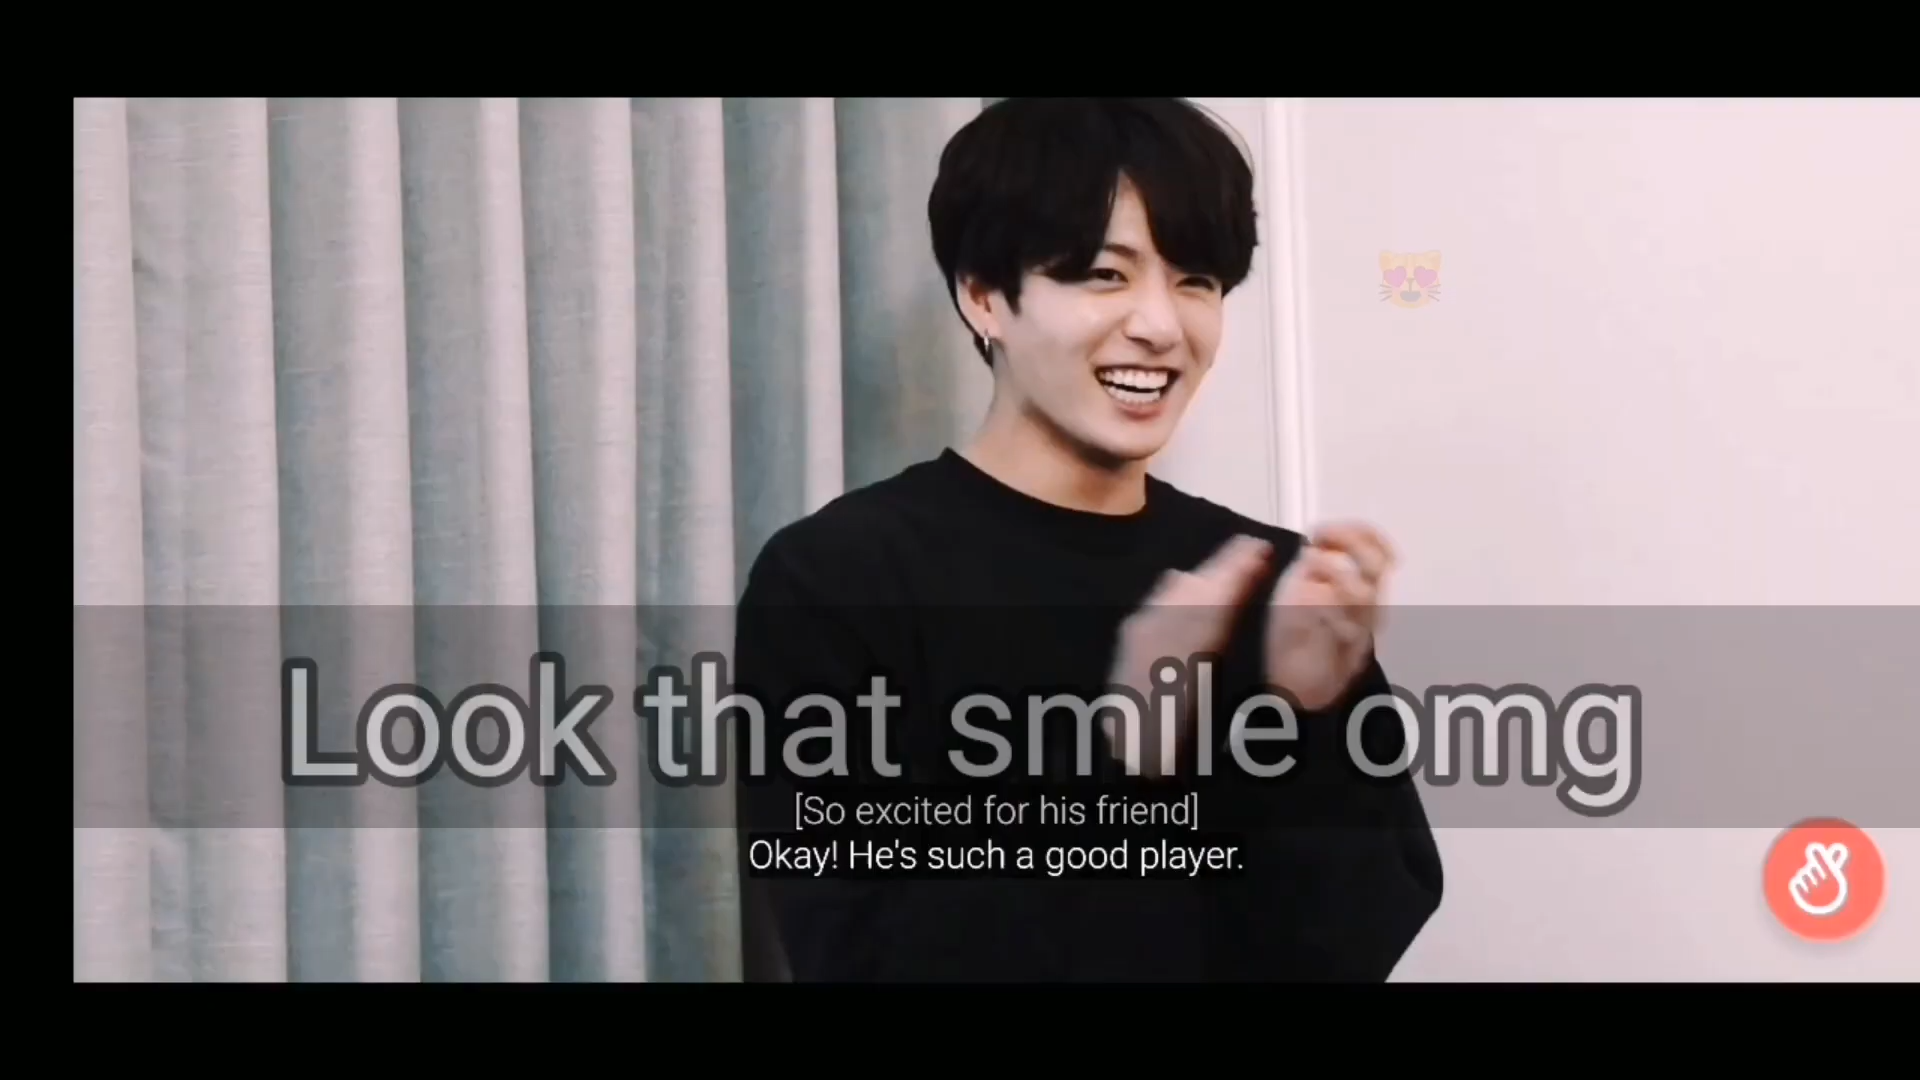 Look that smile omg
[So excited for his friend]
Okay! He's such a good player.